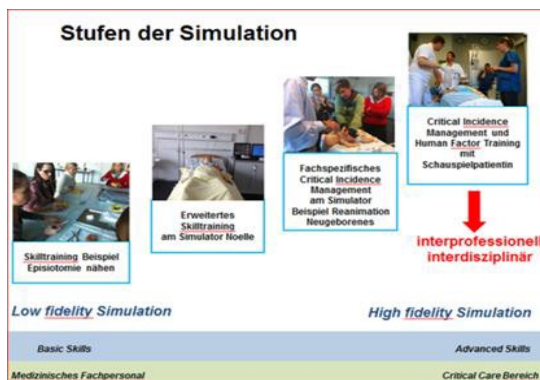 Stufen der Simulation
Skilltraining Beispiel
Episiotomie nähen
Erweitertes
Skilltraining
am Simulator Noelle
Fachspezifisches
Critical Incidence
Management
am Simulator
Beispiel Reanimation
Neugeborenes
Critical Incidence
Management und
Human Factor Training
mit
Schauspielpatientin
interprofessionell
interdisziplinär
Low fidelity Simulation
High fidelity Simulation
Basic Skills
Advanced Skills
Medizinisches Fachpersonal
Critical Care Bereich